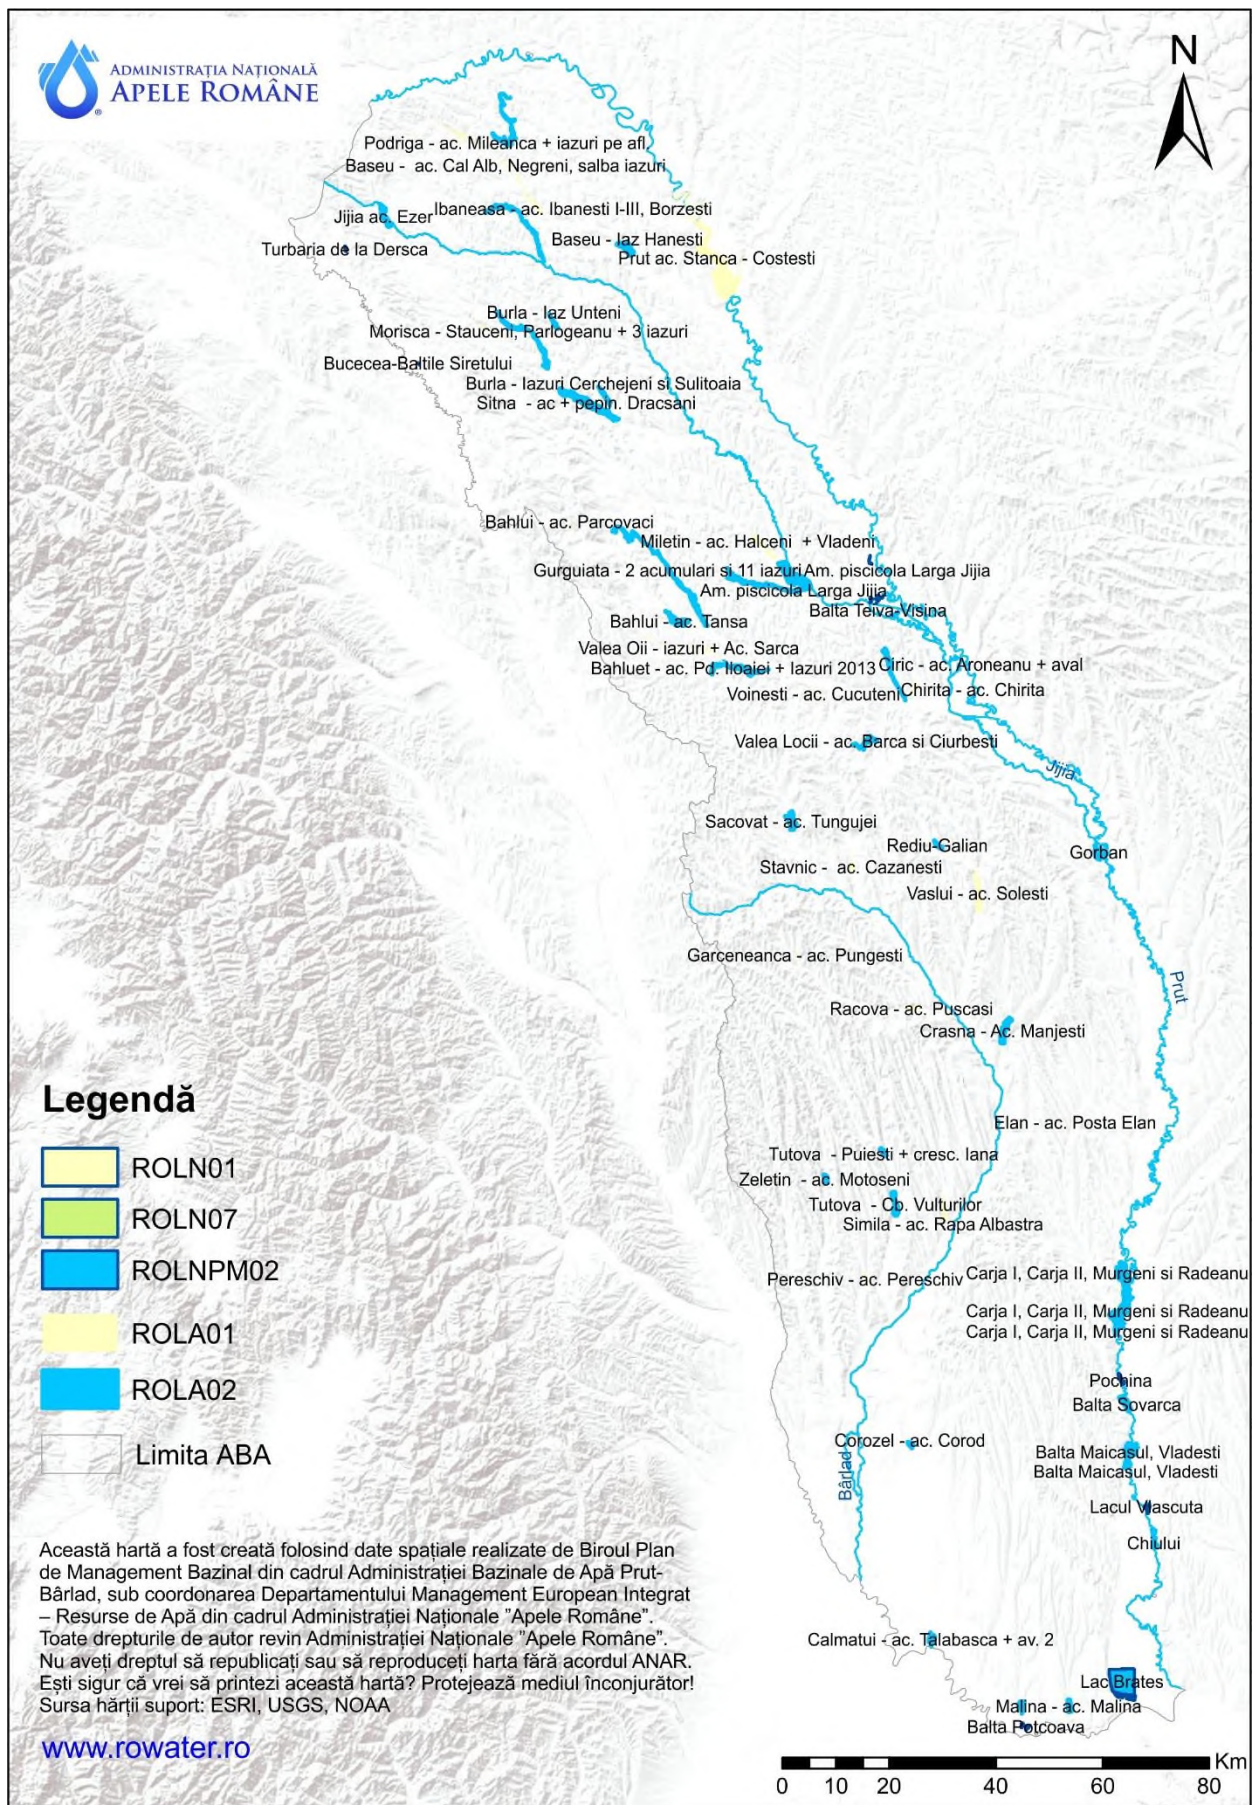 ADMINISTRAȚIA NAȚIONALĂ
APELE ROMÂNE
®
N
Podriga - ac. Mileanca + iazuri pe afl,
Baseu - ac. Cal Alb, Negreni, salba iazuri
Ibaneasa - ac. Ibanesti I-III, Borzesti
Jijia ac. Ezer
Baseu - Iaz Hanesti
Turbaria de la Dersca
Prut ac. Stanca - Costesti
Burla - Iaz Unteni
Morisca - Stauceni, Parlogeanu + 3 iazuri
Bucecea-Baltile Siretului
Burla - Iazuri Cerchejeni si Sulitoaia
Sitna - ac + pepin. Dracsani
Bahlui - ac. Parcovaci
Miletin - ac. Halceni + Vladeni
Gurguiata - 2 acumulari si 11 iazuri
Am. piscicola Larga Jijia
Am. piscicola Larga Jijia
Balta Teiva-Visina
Bahlui - ac. Tansa
Valea Oii - iazuri + Ac. Sarca
Bahluet - ac. Pd. Iloaiei + Iazuri 2013
Ciric - ac. Aroneanu + aval
Voinesti - ac. Cucuteni
Chirita - ac. Chirita
Valea Locii - ac. Barca si Ciurbesti
Jijia
Sacovat - ac. Tungujei
Rediu-Galian
Gorban
Stavnic - ac. Cazanesti
Vaslui - ac. Solesti
Garceneanca - ac. Pungesti
Prut
Racova - ac. Puscasi
Crasna - Ac. Manjesti
Elan - ac. Posta Elan
Tutova - Puiesti + cresc. Iana
Zeletin - ac. Motoseni
Tutova - Cb. Vulturilor
Simila - ac. Rapa Albastra
Pereschiv - ac. Pereschiv
Carja I, Carja II, Murgeni si Radeanu
Carja I, Carja II, Murgeni si Radeanu
Carja I, Carja II, Murgeni si Radeanu
Pochina
Balta Sovarca
Corozel - ac. Corod
Bârlad
Balta Maicasul, Vladesti
Balta Maicasul, Vladesti
Lacul Vlascuta
Chiului
Calmatui - ac. Talabasca + av. 2
Lac Brates
Malina - ac. Malina
Balta Potcoava
Legendă
ROLN01
ROLN07
ROLNPM02
ROLA01
ROLA02
Limita ABA
Această hartă a fost creată folosind date spațiale realizate de Biroul Plan
de Management Bazinal din cadrul Administrației Bazinale de Apă Prut-
Bârlad, sub coordonarea Departamentului Management European Integrat
– Resurse de Apă din cadrul Administrației Naționale "Apele Române".
Toate drepturile de autor revin Administrației Naționale "Apele Române".
Nu aveți dreptul să republicați sau să reproduceți harta fără acordul ANAR.
Ești sigur că vrei să printezi această hartă? Protejează mediul înconjurător!
Sursa hărții suport: ESRI, USGS, NOAA
www.rowater.ro
Km
0 10 20 40 60 80